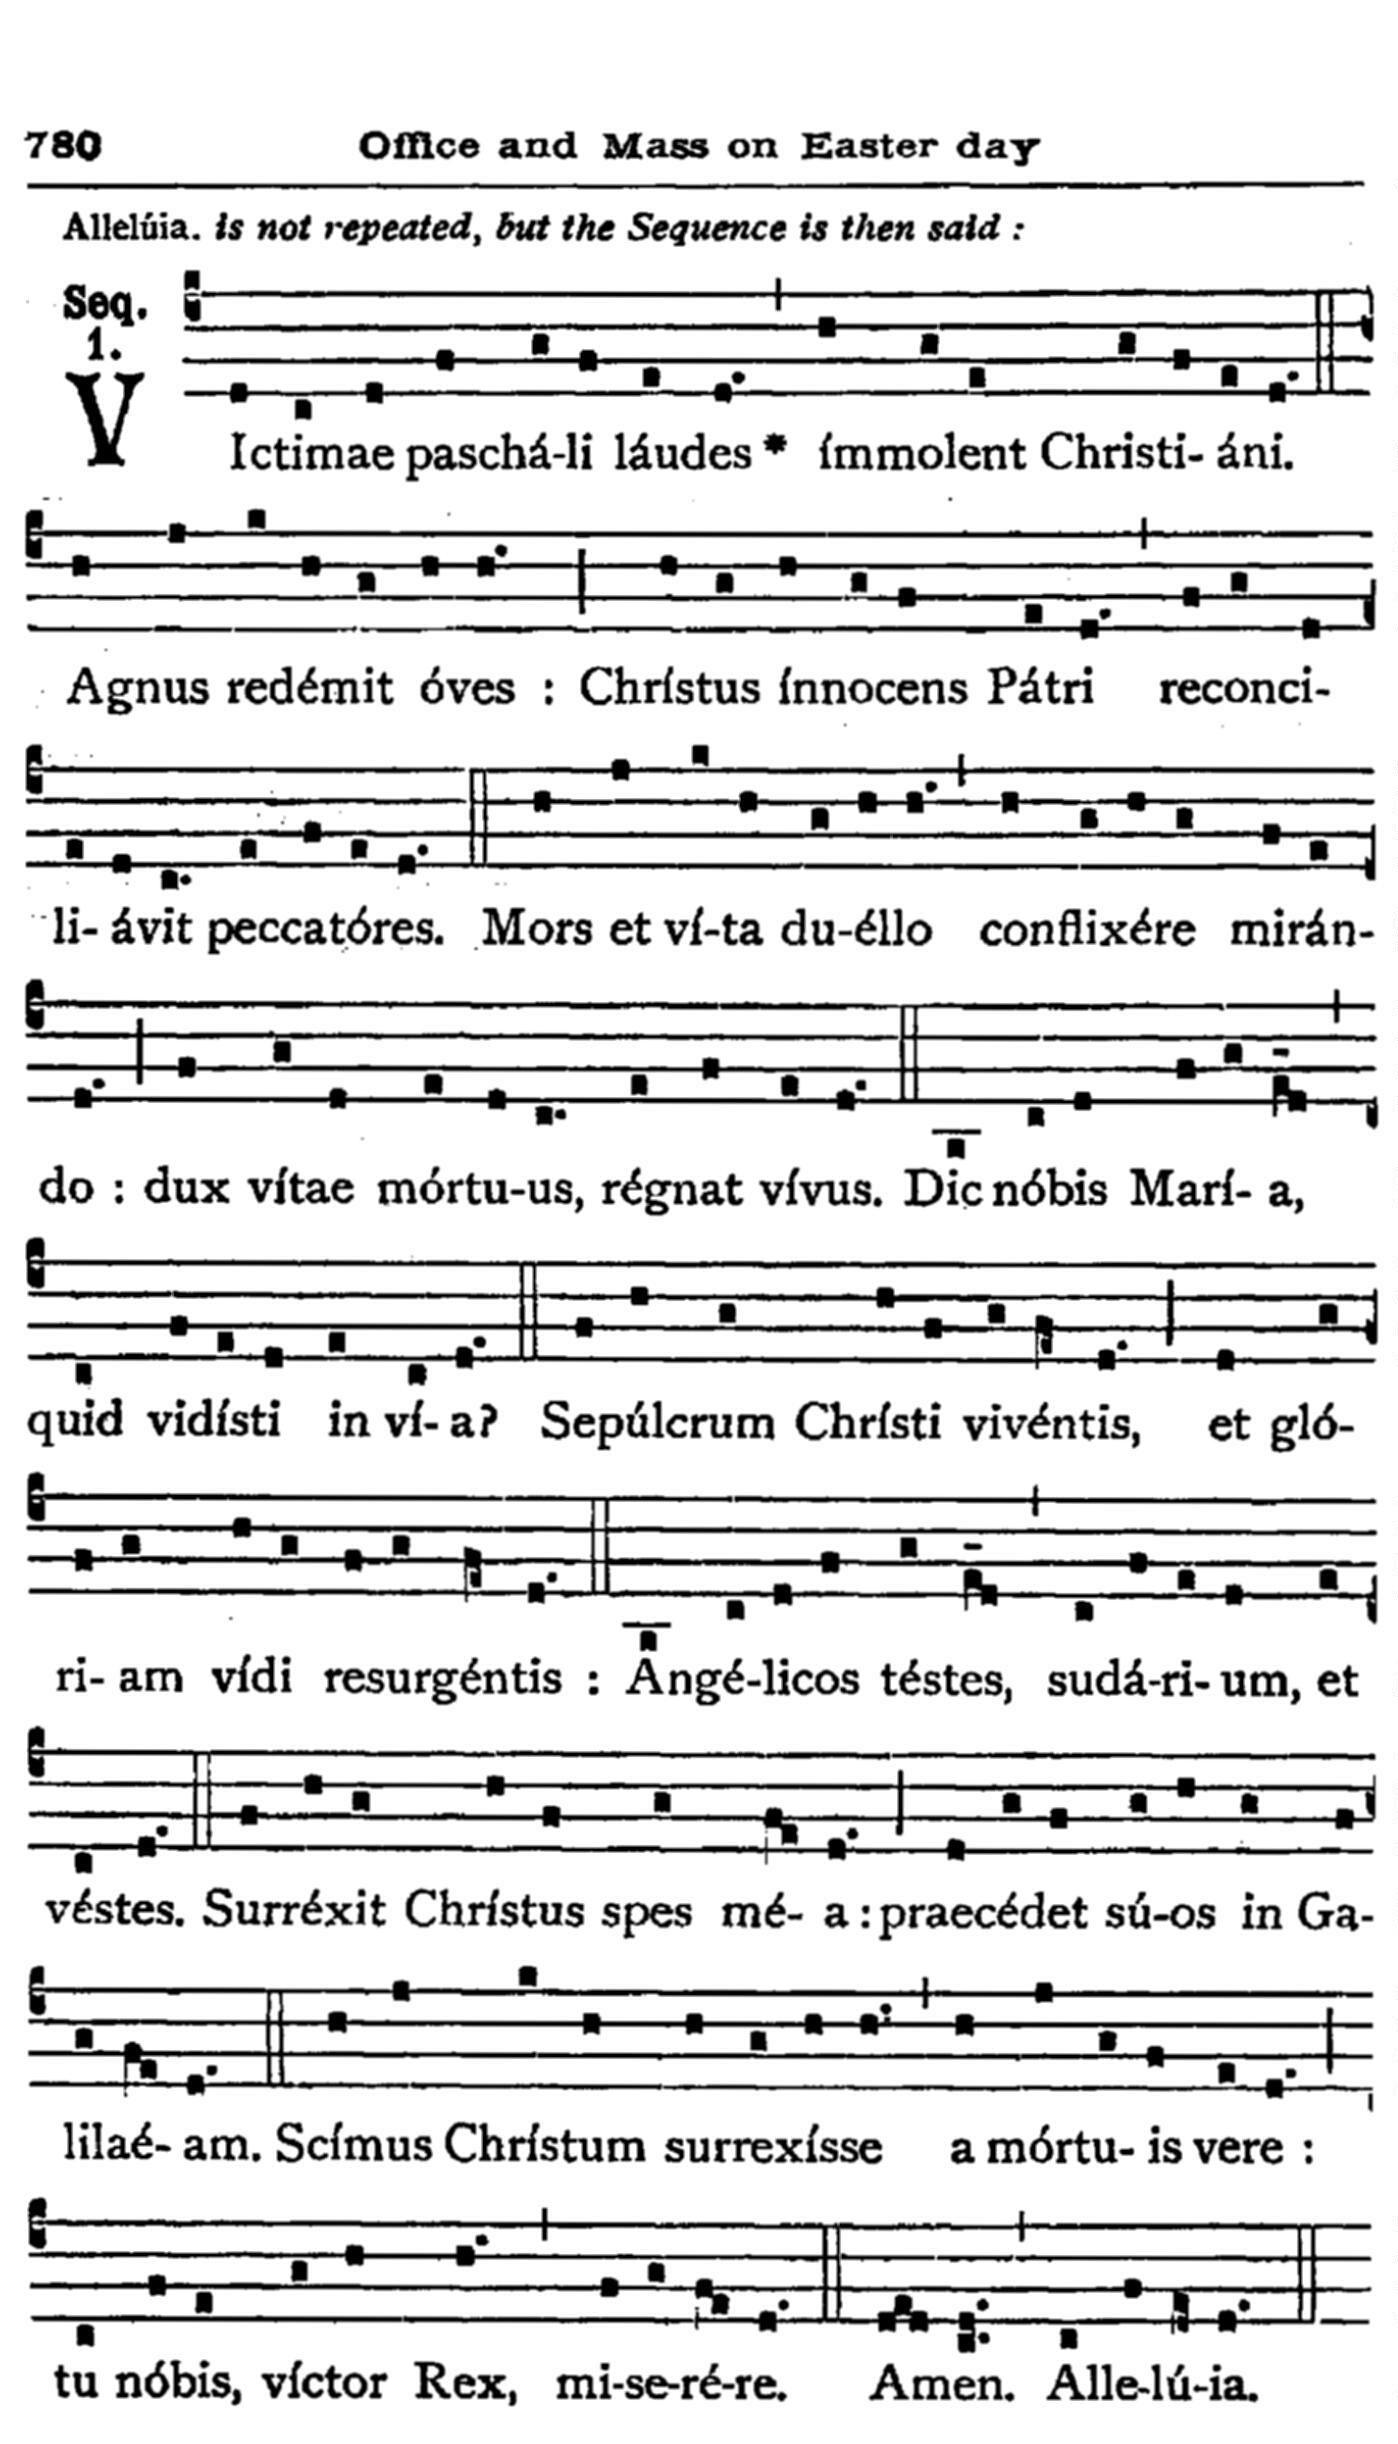 780 Office and Mass on Easter day
Allelúia. is not repeated, but the Sequence is then said :
Seq.
1.
VIctimae paschá-li láudes * ímmolent Christi- áni.
Agnus redémit óves : Chrístus ínnocens Pátri reconci-
li- ávit peccatóres. Mors et ví-ta du-éllo conflixére mirán-
do : dux vítae mórtu-us, régnat vívus. Dic nóbis Marí- a,
quid vidísti in ví- a? Sepúlcrum Chrísti vivéntis, et gló-
ri- am vídi resurgéntis : Angé-licos téstes, sudá-ri- um, et
véstes. Surréxit Chrístus spes mé- a : praecédet sú-os in Ga-
lilaé- am. Scímus Chrístum surrexísse a mórtu- is vere :
tu nóbis, víctor Rex, mi-se-ré-re. Amen. Alle-lú-ia.